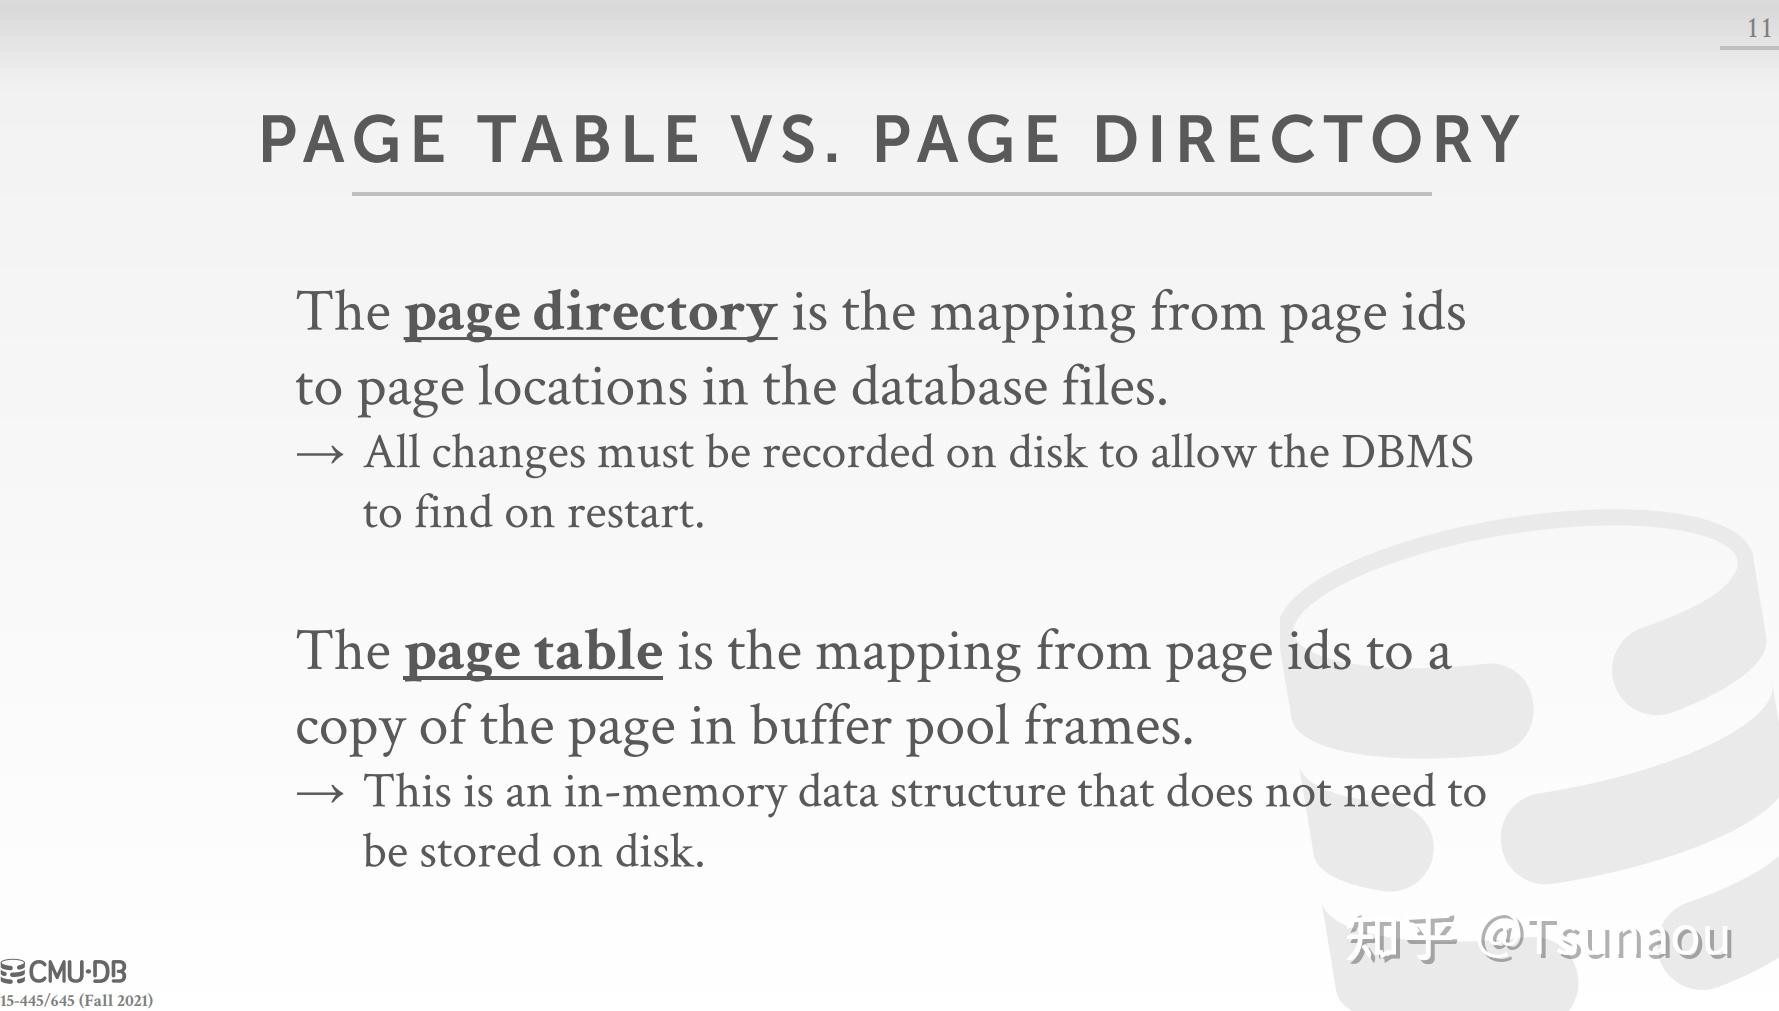 11
PAGE TABLE VS. PAGE DIRECTORY
The page directory is the mapping from page ids
to page locations in the database files.
→ All changes must be recorded on disk to allow the DBMS
to find on restart.
The page table is the mapping from page ids to a
copy of the page in buffer pool frames.
→ This is an in-memory data structure that does not need to
be stored on disk.
知乎 @Tsunaou
CMU·DB
15-445/645 (Fall 2021)